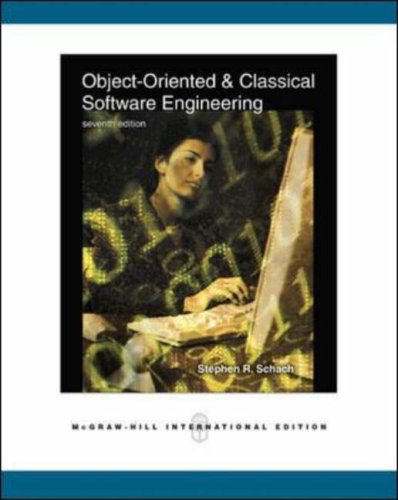 Object-Oriented & Classical
Software Engineering
seventh edition
Stephen R. Schach
McGRAW-HILL INTERNATIONAL EDITION